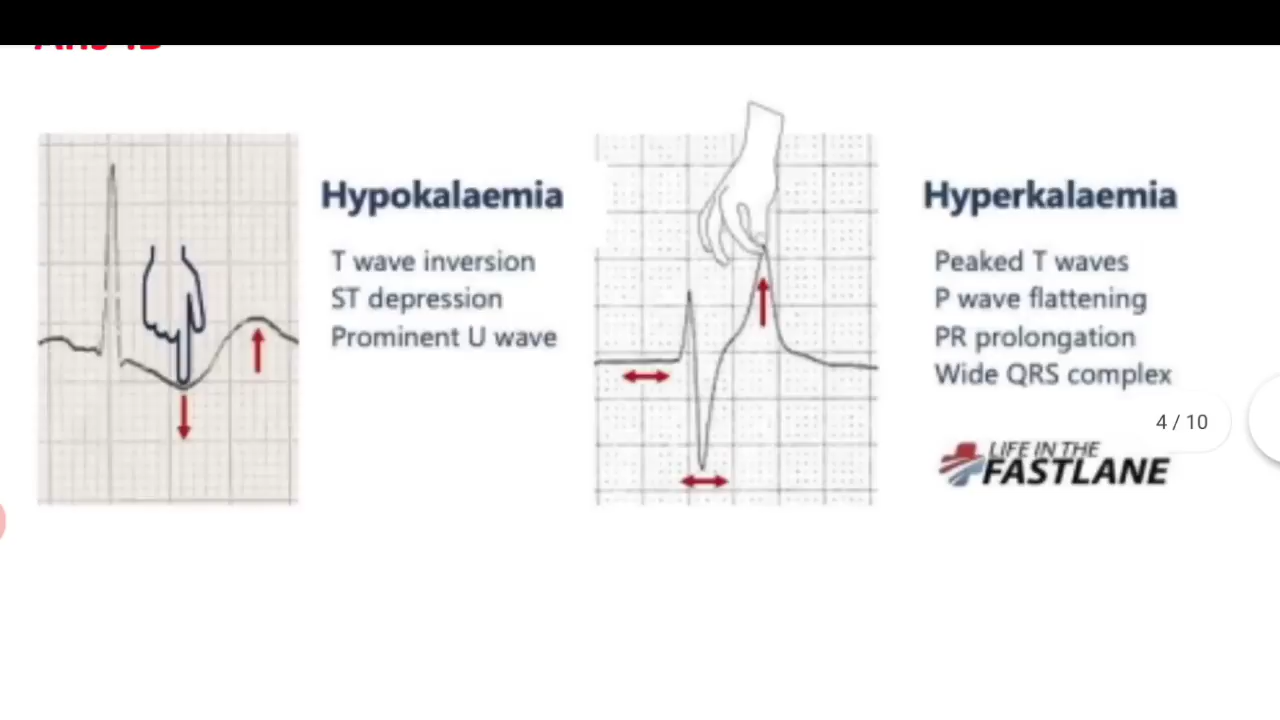 Hypokalaemia
T wave inversion
ST depression
Prominent U wave
Hyperkalaemia
Peaked T waves
P wave flattening
PR prolongation
Wide QRS complex
4 / 10
LIFE IN THE
FASTLANE